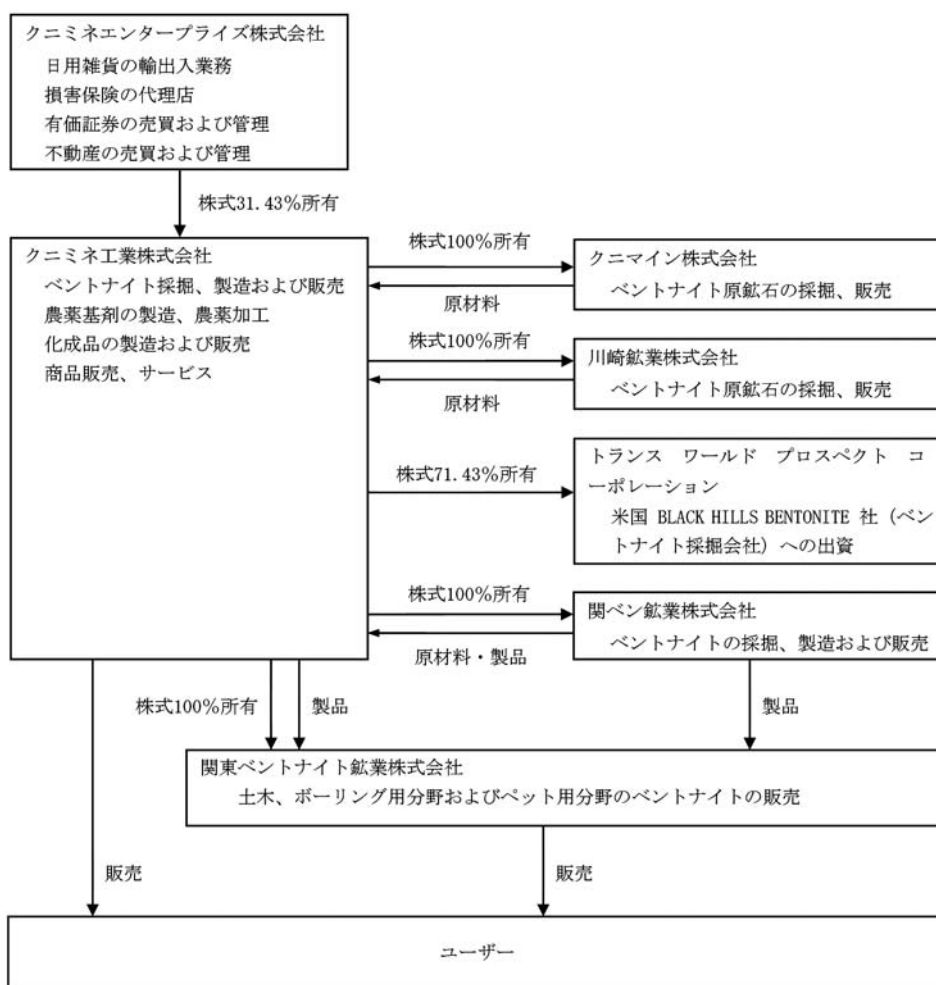 クニミネエンタープライズ株式会社
日用雑貨の輸出入業務
損害保険の代理店
有価証券の売買および管理
不動産の売買および管理
株式31.43%所有
クニミネ工業株式会社
ベントナイト採掘、製造および販売
農薬基剤の製造、農薬加工
化成品の製造および販売
商品販売、サービス
株式100%所有
原材料
クニマイン株式会社
ベントナイト原鉱石の採掘、販売
株式100%所有
原材料
川崎鉱業株式会社
ベントナイト原鉱石の採掘、販売
株式71.43%所有
トランス ワールド プロスペクト コ
ーポレーション
米国 BLACK HILLS BENTONITE 社(ベン
トナイト採掘会社)への出資
株式100%所有
原材料・製品
関ベン鉱業株式会社
ベントナイトの採掘、製造および販売
株式100%所有
製品
製品
関東ベントナイト鉱業株式会社
土木、ボーリング用分野およびペット用分野のベントナイトの販売
販売
販売
ユーザー